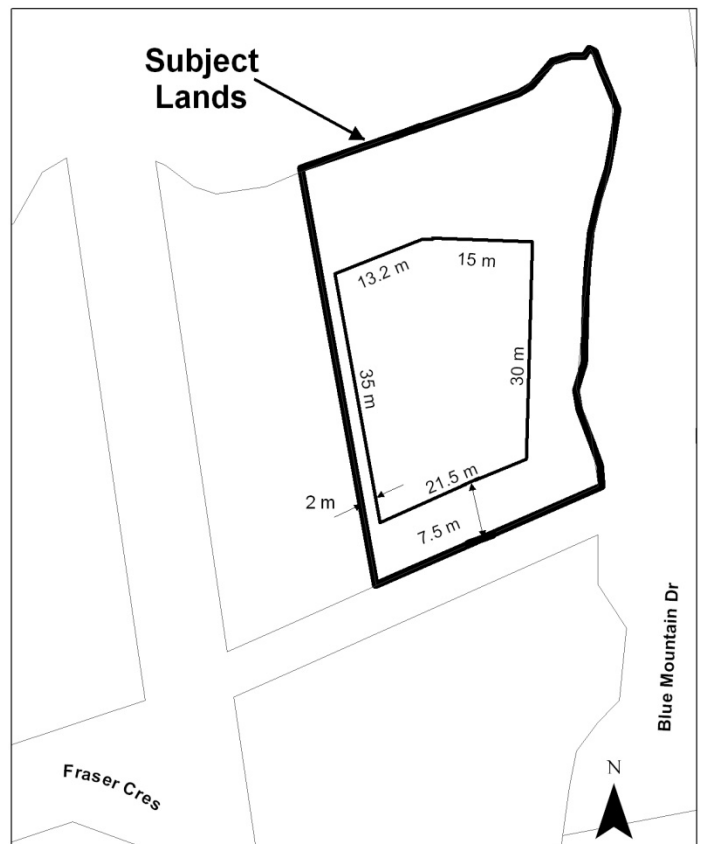 Subject
Lands
13.2 m
15 m
35 m
30 m
21.5 m
2 m
7.5 m
Blue Mountain Dr
Fraser Cres
N